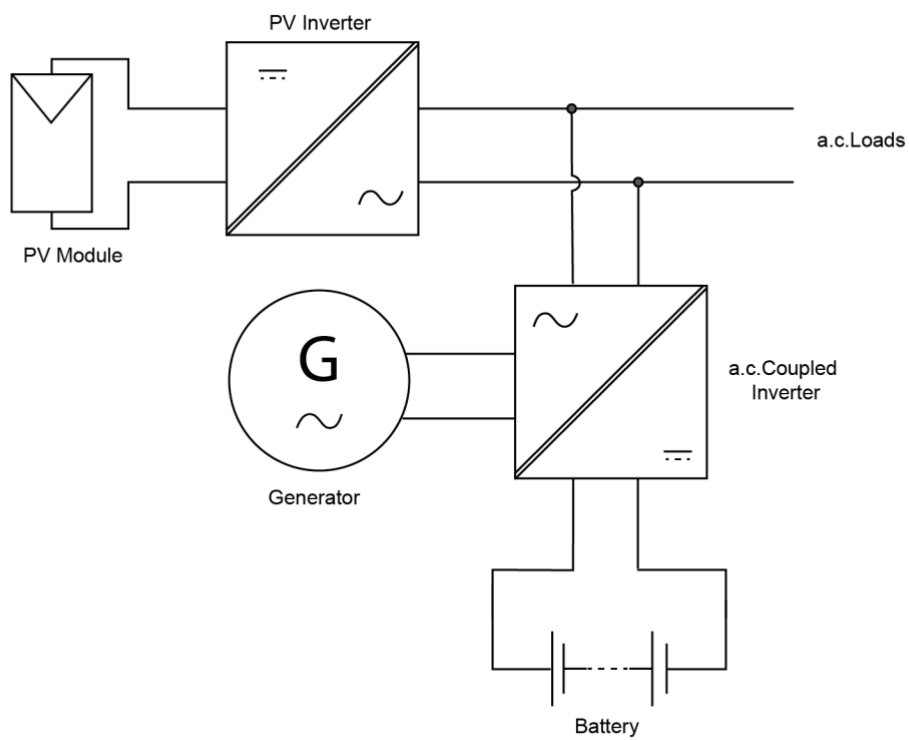 PV Inverter
a.c.Loads
PV Module
G
a.c.Coupled
Inverter
Generator
Battery